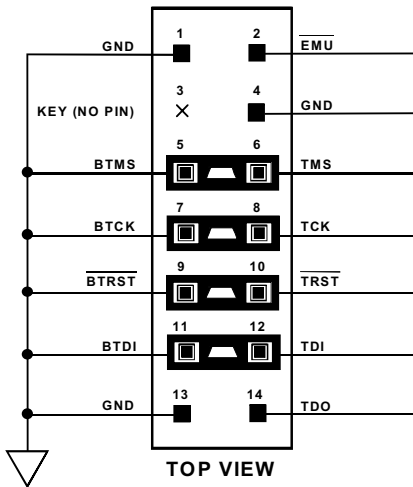 1 2
GND EMU
3 4
KEY (NO PIN) GND
5 6
BTMS TMS
7 8
BTCK TCK
9 10
BTRST TRST
11 12
BTDI TDI
13 14
GND TDO
TOP VIEW